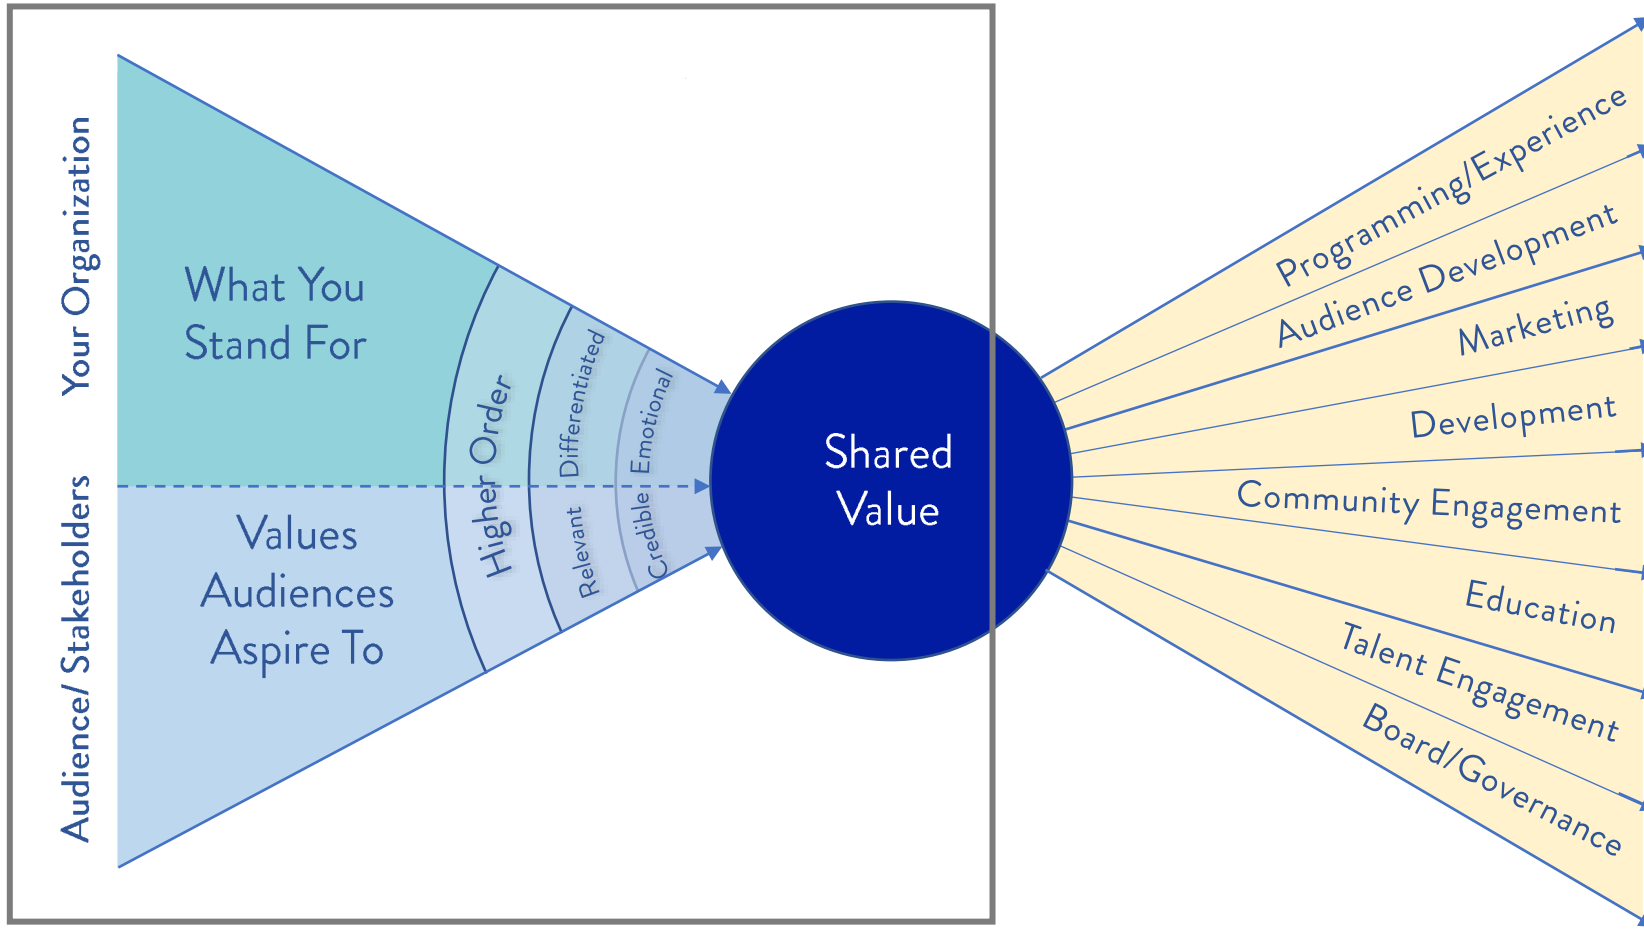 Your Organization
Audience/ Stakeholders
What You
Stand For
Values
Audiences
Aspire To
Higher Order
Differentiated
Relevant
Emotional
Credible
Shared
Value
Programming/Experience
Audience Development
Marketing
Development
Community Engagement
Education
Talent Engagement
Board/Governance